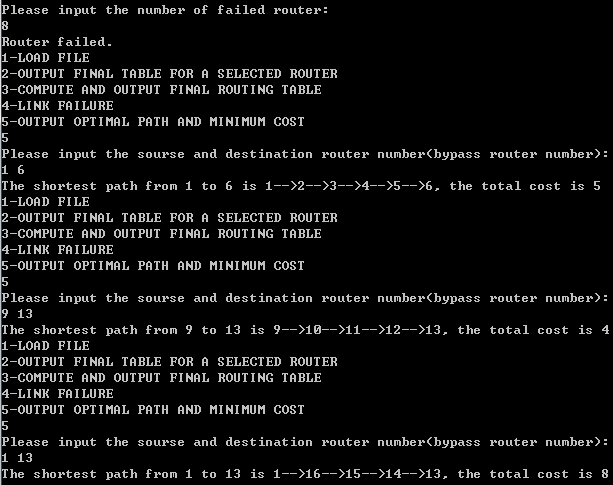 Please input the number of failed router:
8
Router failed.
1-LOAD FILE
2-OUTPUT FINAL TABLE FOR A SELECTED ROUTER
3-COMPUTE AND OUTPUT FINAL ROUTING TABLE
4-LINK FAILURE
5-OUTPUT OPTIMAL PATH AND MINIMUM COST
5
Please input the sourse and destination router number(bypass router number):
1 6
The shortest path from 1 to 6 is 1-->2-->3-->4-->5-->6, the total cost is 5
1-LOAD FILE
2-OUTPUT FINAL TABLE FOR A SELECTED ROUTER
3-COMPUTE AND OUTPUT FINAL ROUTING TABLE
4-LINK FAILURE
5-OUTPUT OPTIMAL PATH AND MINIMUM COST
5
Please input the sourse and destination router number(bypass router number):
9 13
The shortest path from 9 to 13 is 9-->10-->11-->12-->13, the total cost is 4
1-LOAD FILE
2-OUTPUT FINAL TABLE FOR A SELECTED ROUTER
3-COMPUTE AND OUTPUT FINAL ROUTING TABLE
4-LINK FAILURE
5-OUTPUT OPTIMAL PATH AND MINIMUM COST
5
Please input the sourse and destination router number(bypass router number):
1 13
The shortest path from 1 to 13 is 1-->16-->15-->14-->13, the total cost is 8